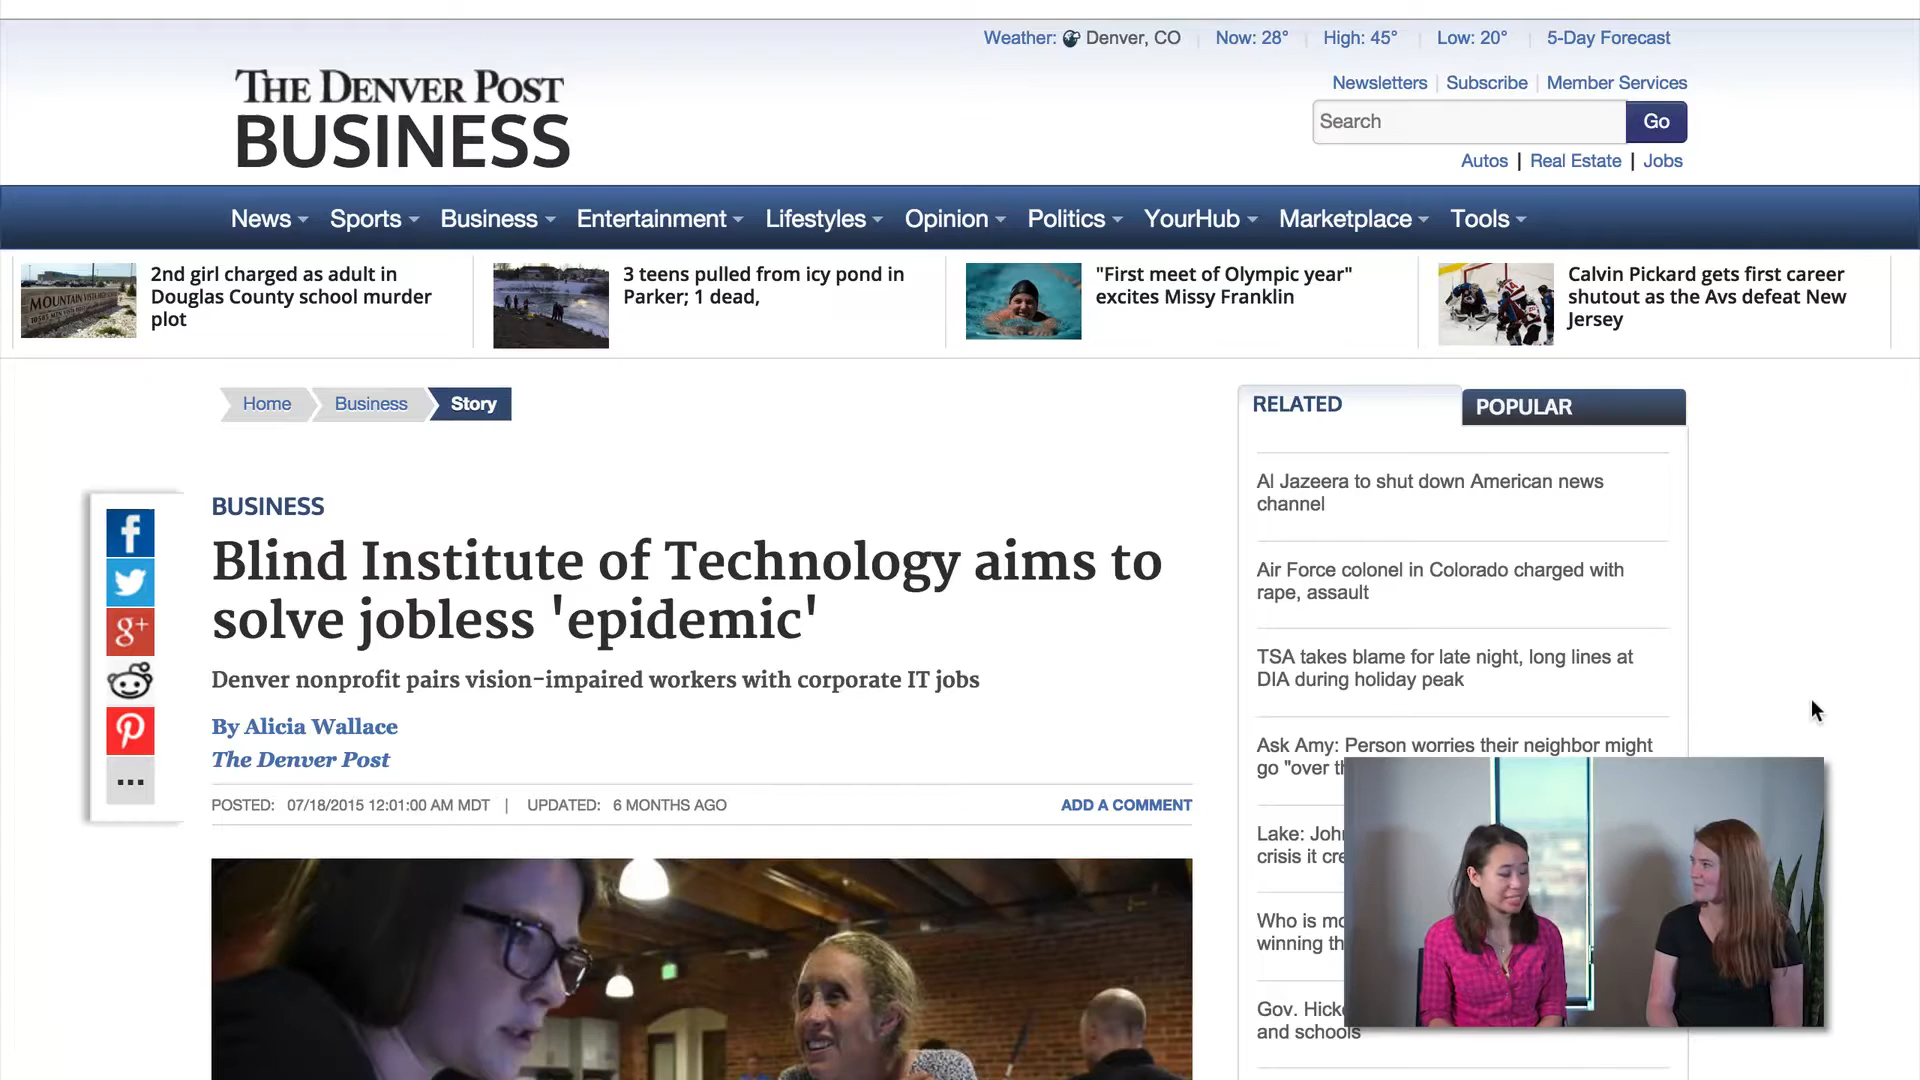 Weather: Denver, CO Now: 28° High: 45° Low: 20° 5-Day Forecast
THE DENVER POST
BUSINESS
Newsletters Subscribe Member Services
Search Go
Autos | Real Estate | Jobs
News Sports Business Entertainment Lifestyles Opinion Politics YourHub Marketplace Tools
MOUNTAIN VISTA
2nd girl charged as adult in
Douglas County school murder
plot
3 teens pulled from icy pond in
Parker; 1 dead,
"First meet of Olympic year"
excites Missy Franklin
Calvin Pickard gets first career
shutout as the Avs defeat New
Jersey
Home Business Story
BUSINESS
Blind Institute of Technology aims to
solve jobless 'epidemic'
Denver nonprofit pairs vision-impaired workers with corporate IT jobs
By Alicia Wallace
The Denver Post
POSTED: 07/18/2015 12:01:00 AM MDT | UPDATED: 6 MONTHS AGO
ADD A COMMENT
RELATED POPULAR
Al Jazeera to shut down American news
channel
Air Force colonel in Colorado charged with
rape, assault
TSA takes blame for late night, long lines at
DIA during holiday peak
Ask Amy: Person worries their neighbor might
go "over
Lake:
crisis it
Who is
winning
Gov.
and schools